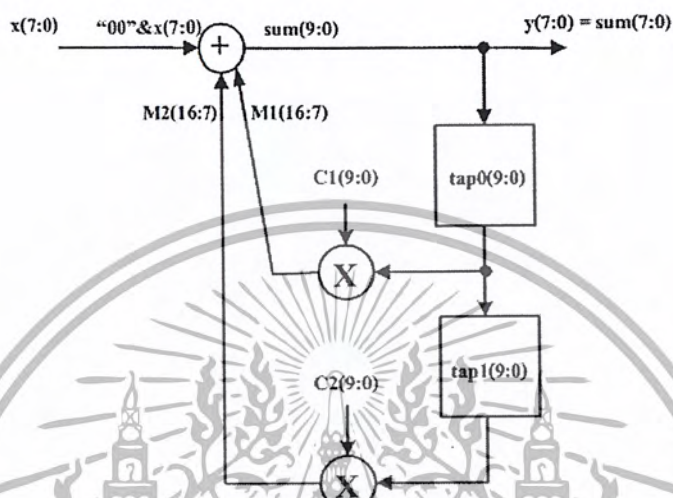 x(7:0) “00”&x(7:0) + sum(9:0) y(7:0) = sum(7:0)
M2(16:7) M1(16:7)
C1(9:0) tap0(9:0)
X
tap1(9:0)
C2(9:0)
X